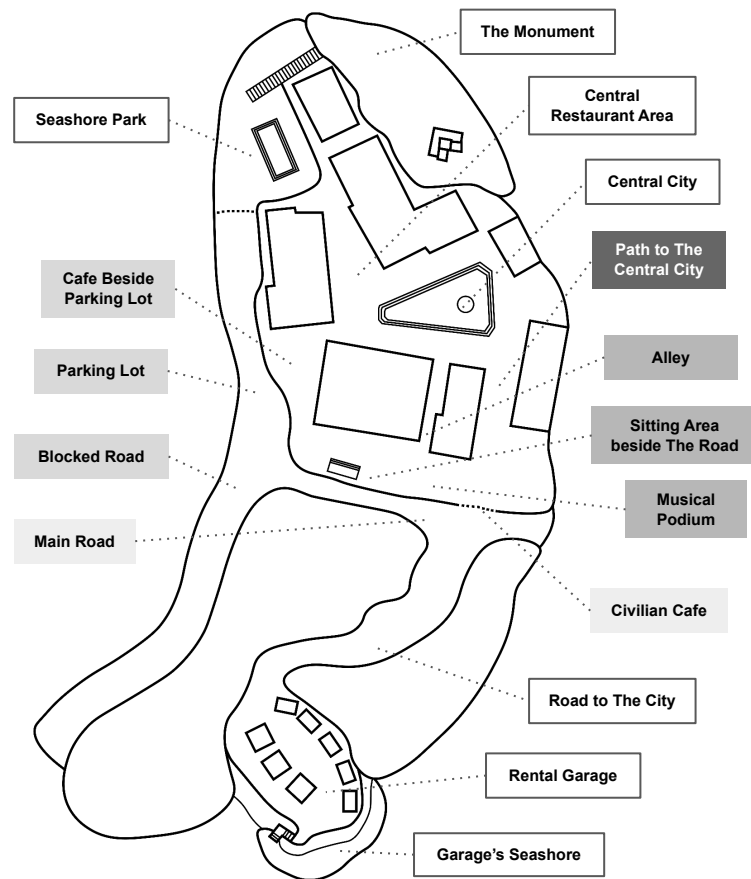 The Monument
Central
Restaurant Area
Seashore Park
Central City
Path to The
Central City
Cafe Beside
Parking Lot
Alley
Parking Lot
Sitting Area
beside The Road
Blocked Road
Musical
Podium
Main Road
Civilian Cafe
Road to The City
Rental Garage
Garage's Seashore